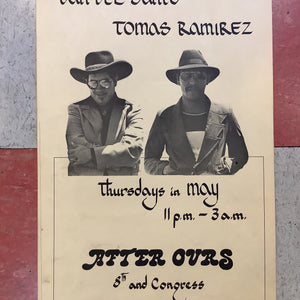 TOMAS RAMIREZ
Thursdays in MAY
11 p.m. – 3 a.m.
AFTER OURS
8th and Congress